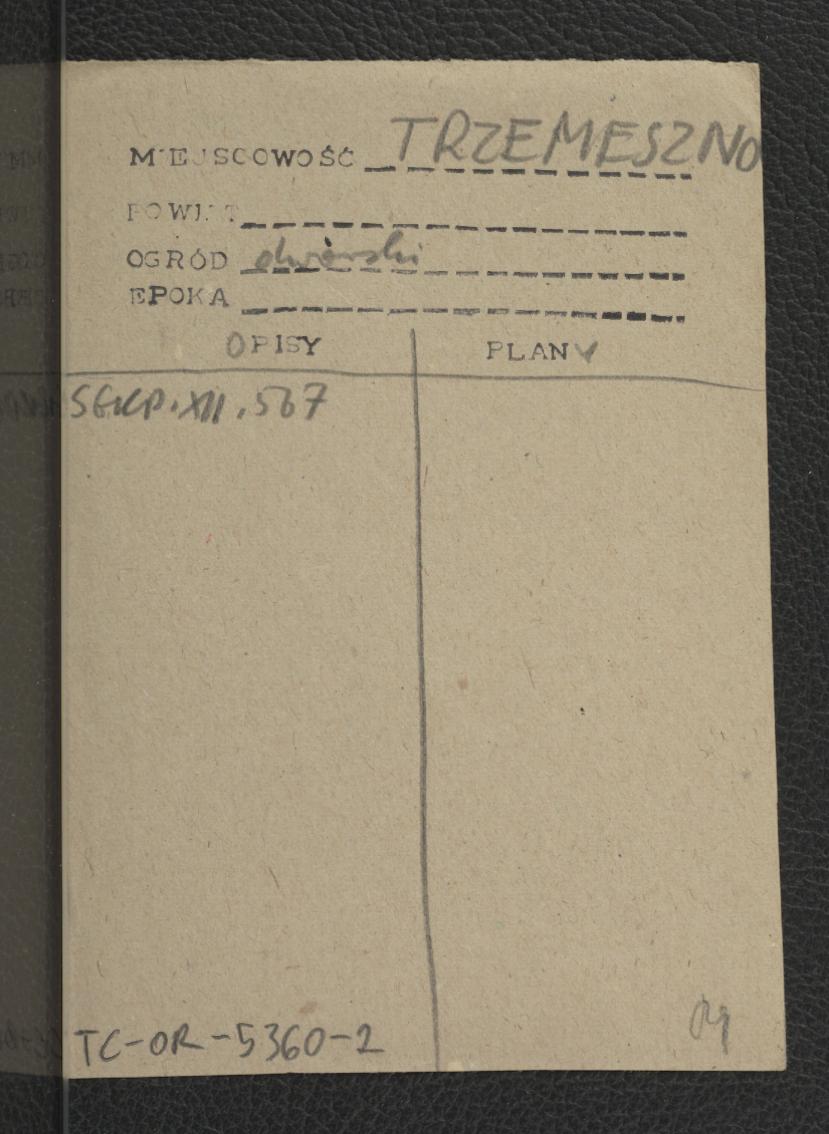 MIEJSCOWOŚĆ TRZEMESZNO
POWIAT
OGRÓD dworski
EPOKA
OPISY PLANY
SGKP. XII. 567
TC-OR-5360-2